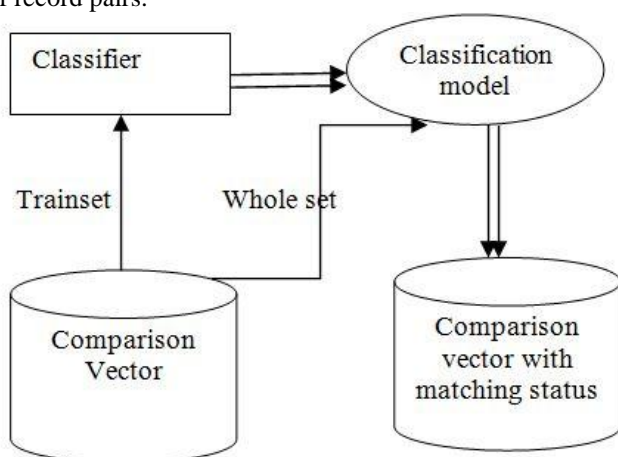 record pairs.
Classifier
Classification
model
Trainset
Whole set
Comparison
Vector
Comparison
vector with
matching status